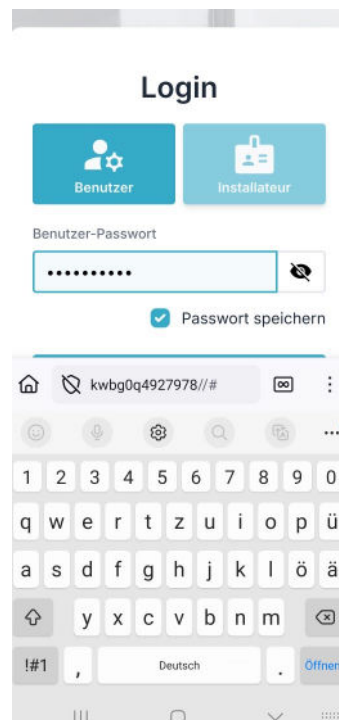 Login
Benutzer
Installateur
Benutzer-Passwort
••••••••••
Passwort speichern
kwbg0q4927978//#
1 2 3 4 5 6 7 8 9 0
q w e r t z u i o p ü
a s d f g h j k l ö ä
y x c v b n m
!#1 , Deutsch . Öffnen